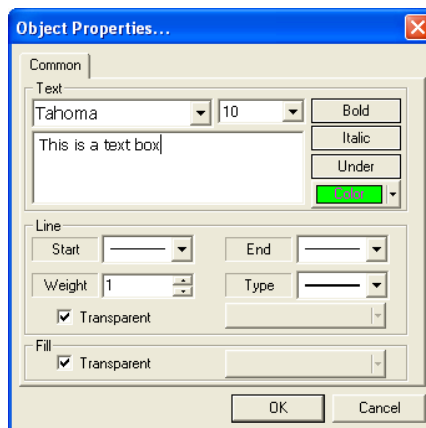 Object Properties...
Common
Text
Tahoma 10 Bold
This is a text box Italic
Under
Color
Line
Start End
Weight 1 Type
Transparent
Fill
Transparent
OK Cancel